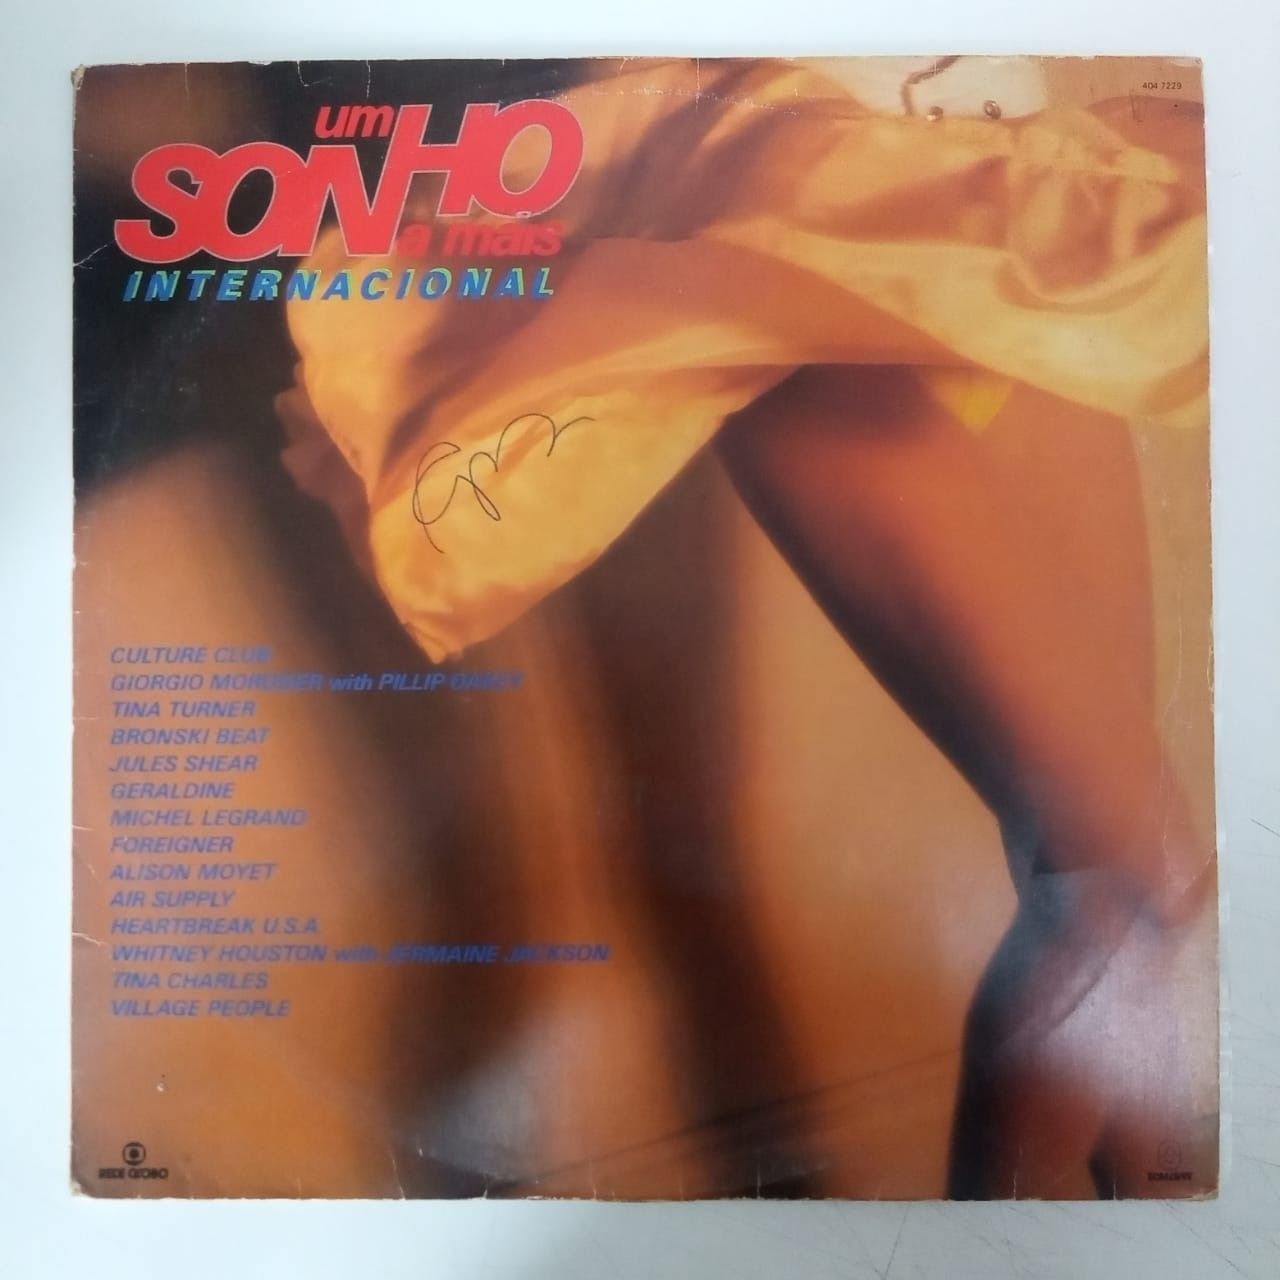 404 7229
um
SONHO
a mais
INTERNACIONAL
CULTURE CLUB
GIORGIO MORODER with PILLIP OAKEY
TINA TURNER
BRONSKI BEAT
JULES SHEAR
GERALDINE
MICHEL LEGRAND
FOREIGNER
ALISON MOYET
AIR SUPPLY
HEARTBREAK U.S.A.
WHITNEY HOUSTON with JERMAINE JACKSON
TINA CHARLES
VILLAGE PEOPLE
REDE GLOBO